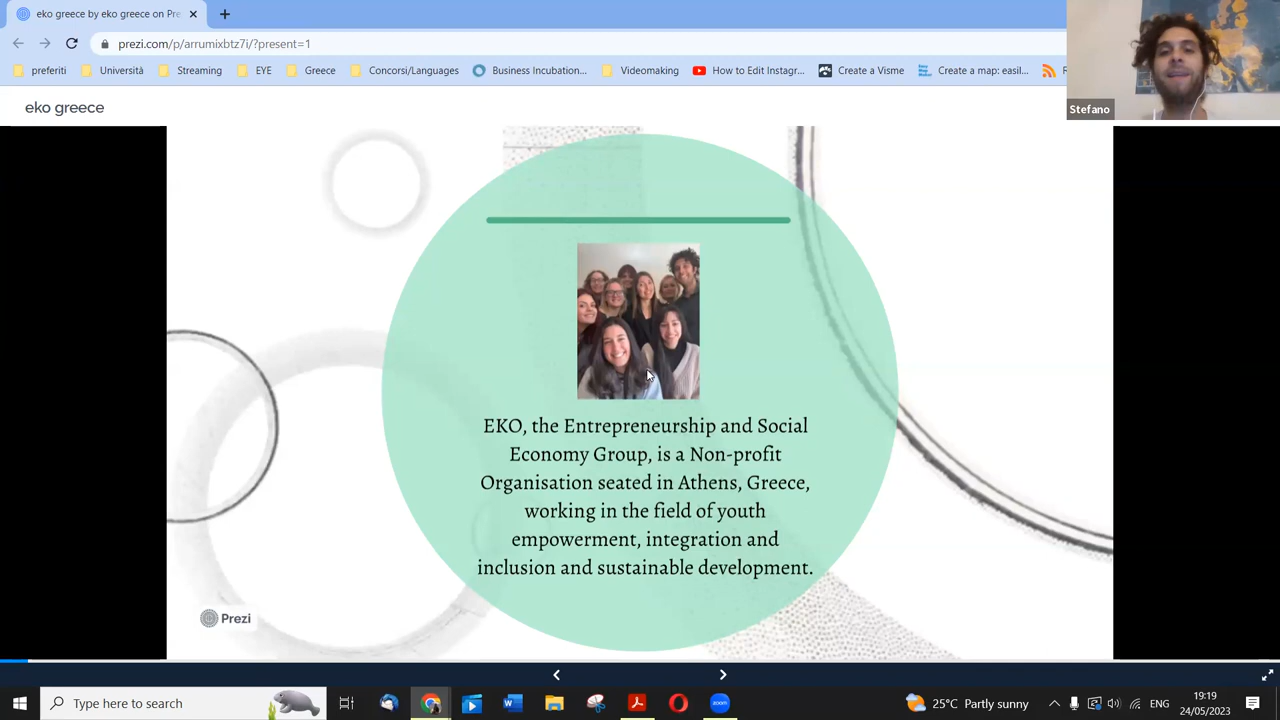 eko greece by eko greece on Pre
prezi.com/p/arrumixbtz7i/?present=1
preferiti
Università
Streaming
EYE
Greece
Concorsi/Languages
Business Incubation...
Videomaking
How to Edit Instagr...
Create a Visme
Create a map: easil...
Stefano
eko greece
EKO, the Entrepreneurship and Social
Economy Group, is a Non-profit
Organisation seated in Athens, Greece,
working in the field of youth
empowerment, integration and
inclusion and sustainable development.
Prezi
Type here to search
zoom
25°C Partly sunny
ENG
19:19
24/05/2023